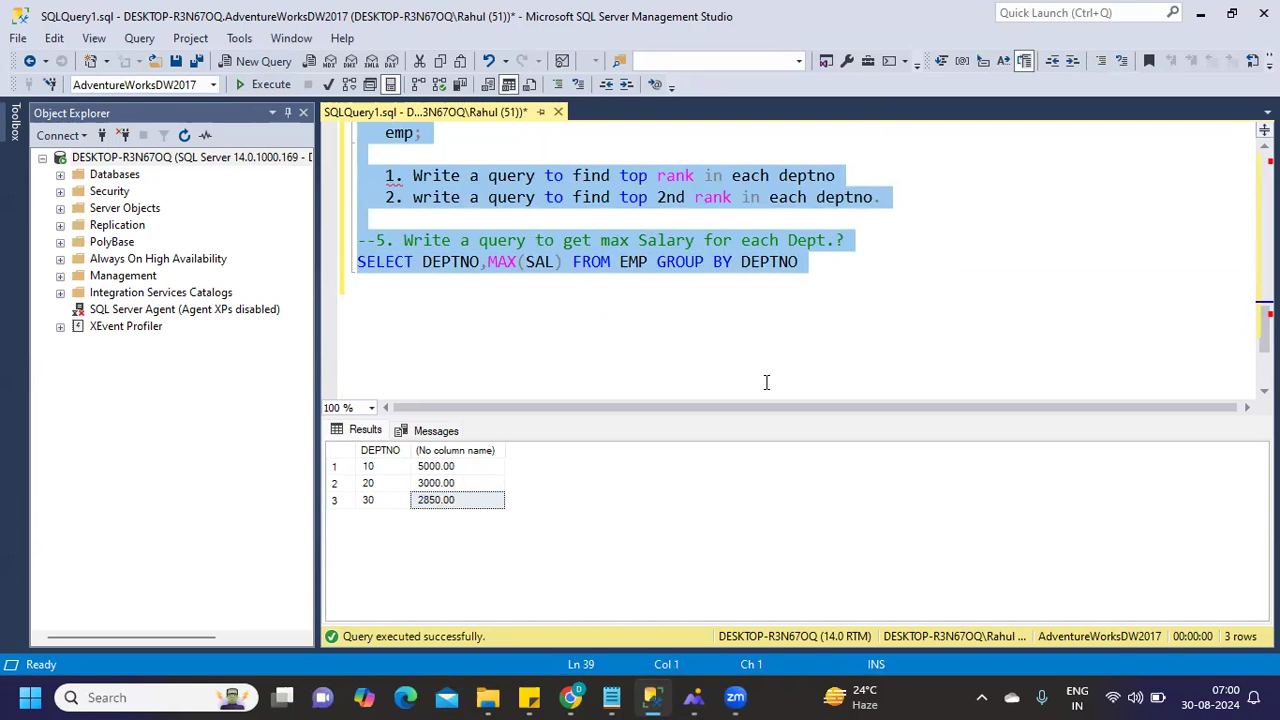 SQLQuery1.sql - DESKTOP-R3N67OQ.AdventureWorksDW2017 (DESKTOP-R3N67OQ\Rahul (51))* - Microsoft SQL Server Management Studio
Quick Launch (Ctrl+Q)
File Edit View Query Project Tools Window Help
New Query
AdventureWorksDW2017 Execute
Toolbox
Object Explorer
SQLQuery1.sql - D...3N67OQ\Rahul (51))*
Connect
DESKTOP-R3N67OQ (SQL Server 14.0.1000.169 - D
Databases
Security
Server Objects
Replication
PolyBase
Always On High Availability
Management
Integration Services Catalogs
SQL Server Agent (Agent XPs disabled)
XEvent Profiler
emp;
1. Write a query to find top rank in each deptno
2. write a query to find top 2nd rank in each deptno.
--5. Write a query to get max Salary for each Dept.?
SELECT DEPTNO,MAX(SAL) FROM EMP GROUP BY DEPTNO
100 %
Results Messages
DEPTNO (No column name)
1 10 5000.00
2 20 3000.00
3 30 2850.00
Query executed successfully. DESKTOP-R3N67OQ (14.0 RTM) DESKTOP-R3N67OQ\Rahul ... AdventureWorksDW2017 00:00:00 3 rows
Ready Ln 39 Col 1 Ch 1 INS
Search
24°C
Haze
ENG
IN
07:00
30-08-2024